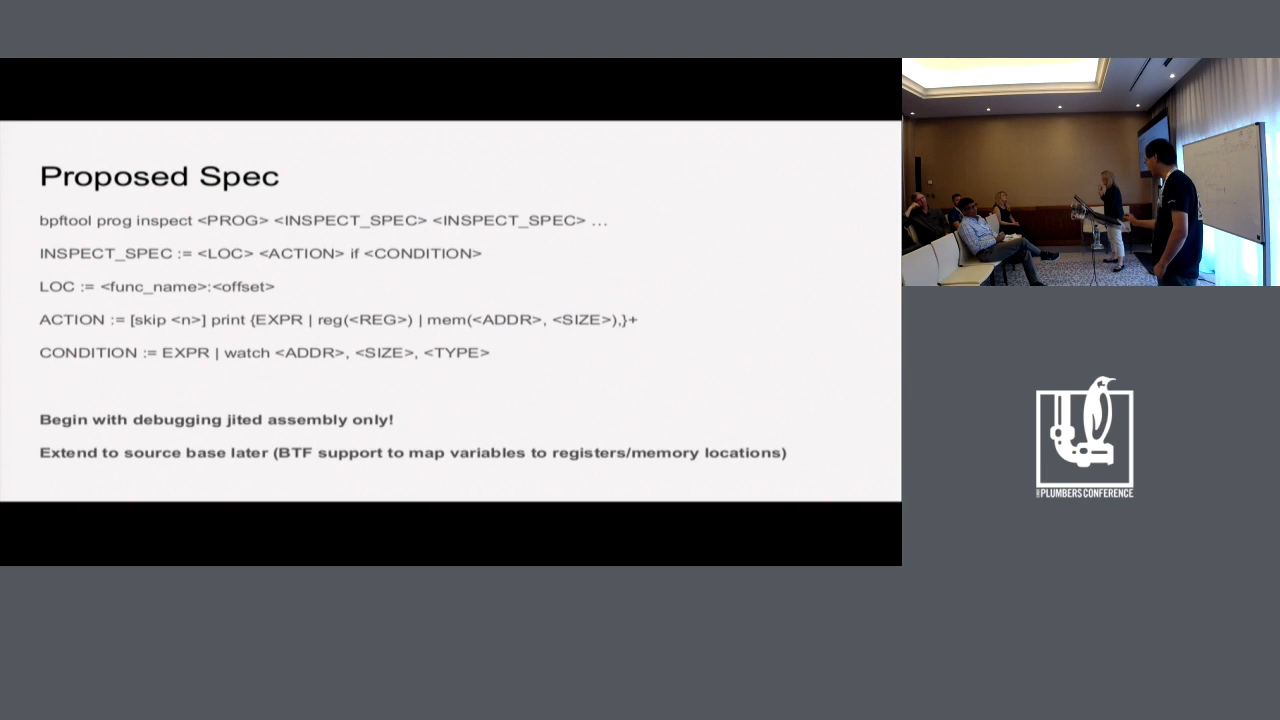 Proposed Spec
bpftool prog inspect <PROG> <INSPECT_SPEC> <INSPECT_SPEC> …
INSPECT_SPEC := <LOC> <ACTION> if <CONDITION>
LOC := <func_name>:<offset>
ACTION := [skip <n>] print {EXPR | reg(<REG>) | mem(<ADDR>, <SIZE>),}+
CONDITION := EXPR | watch <ADDR>, <SIZE>, <TYPE>
Begin with debugging jited assembly only!
Extend to source base later (BTF support to map variables to registers/memory locations)
PLUMBERS CONFERENCE